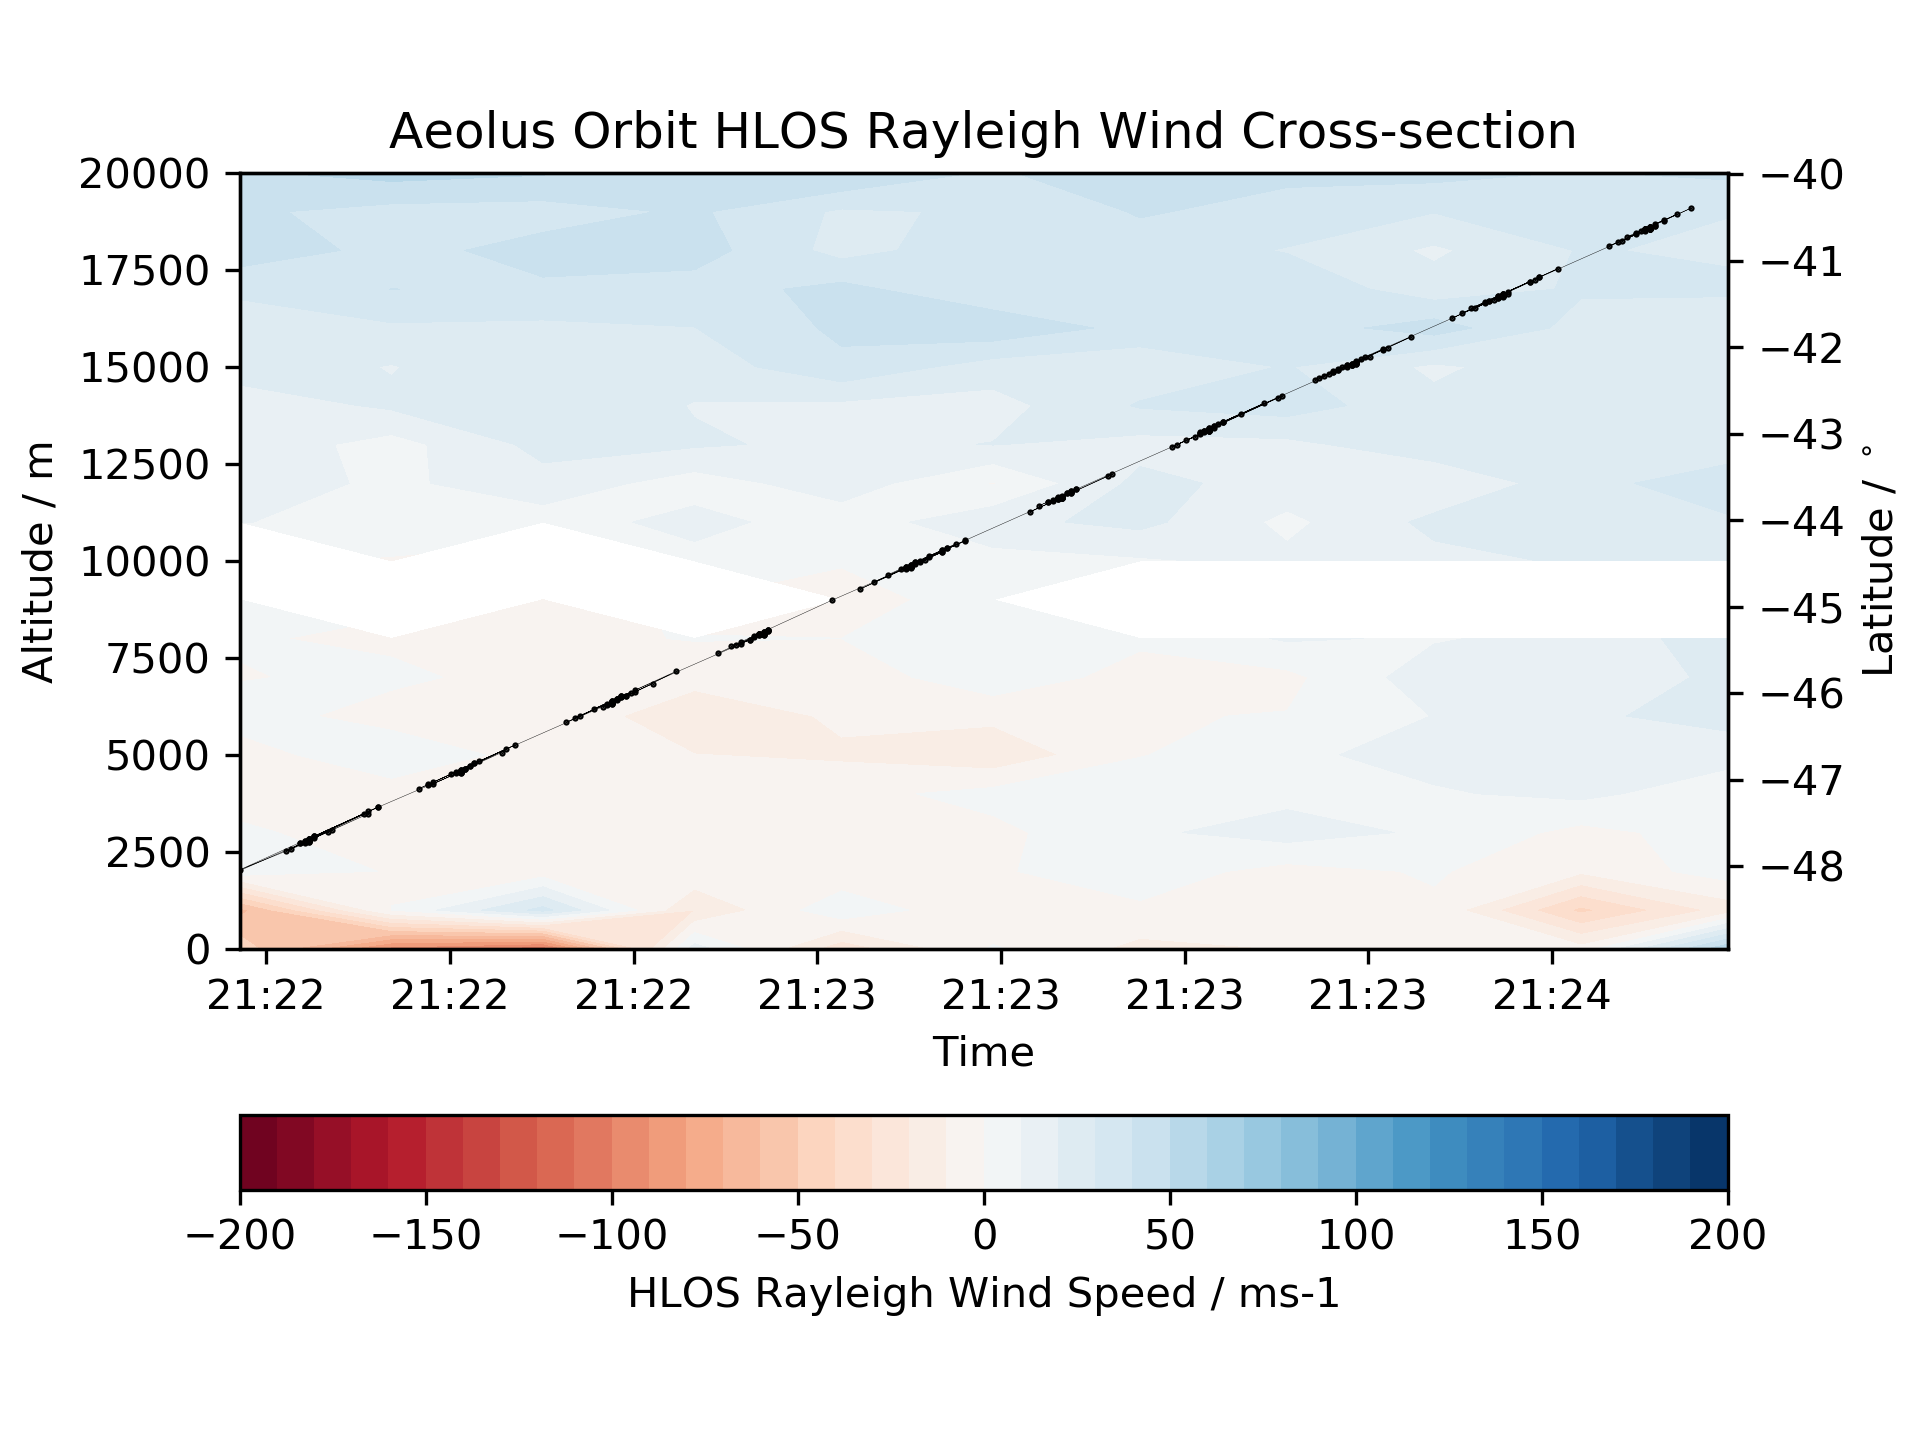 Aeolus Orbit HLOS Rayleigh Wind Cross-section
Altitude / m
20000
17500
15000
12500
10000
7500
5000
2500
0
−40
−41
−42
−43
−44
−45
−46
−47
−48
Latitude / °
21:22 21:22 21:22 21:23 21:23 21:23 21:23 21:24
Time
−200 −150 −100 −50 0 50 100 150 200
HLOS Rayleigh Wind Speed / ms-1